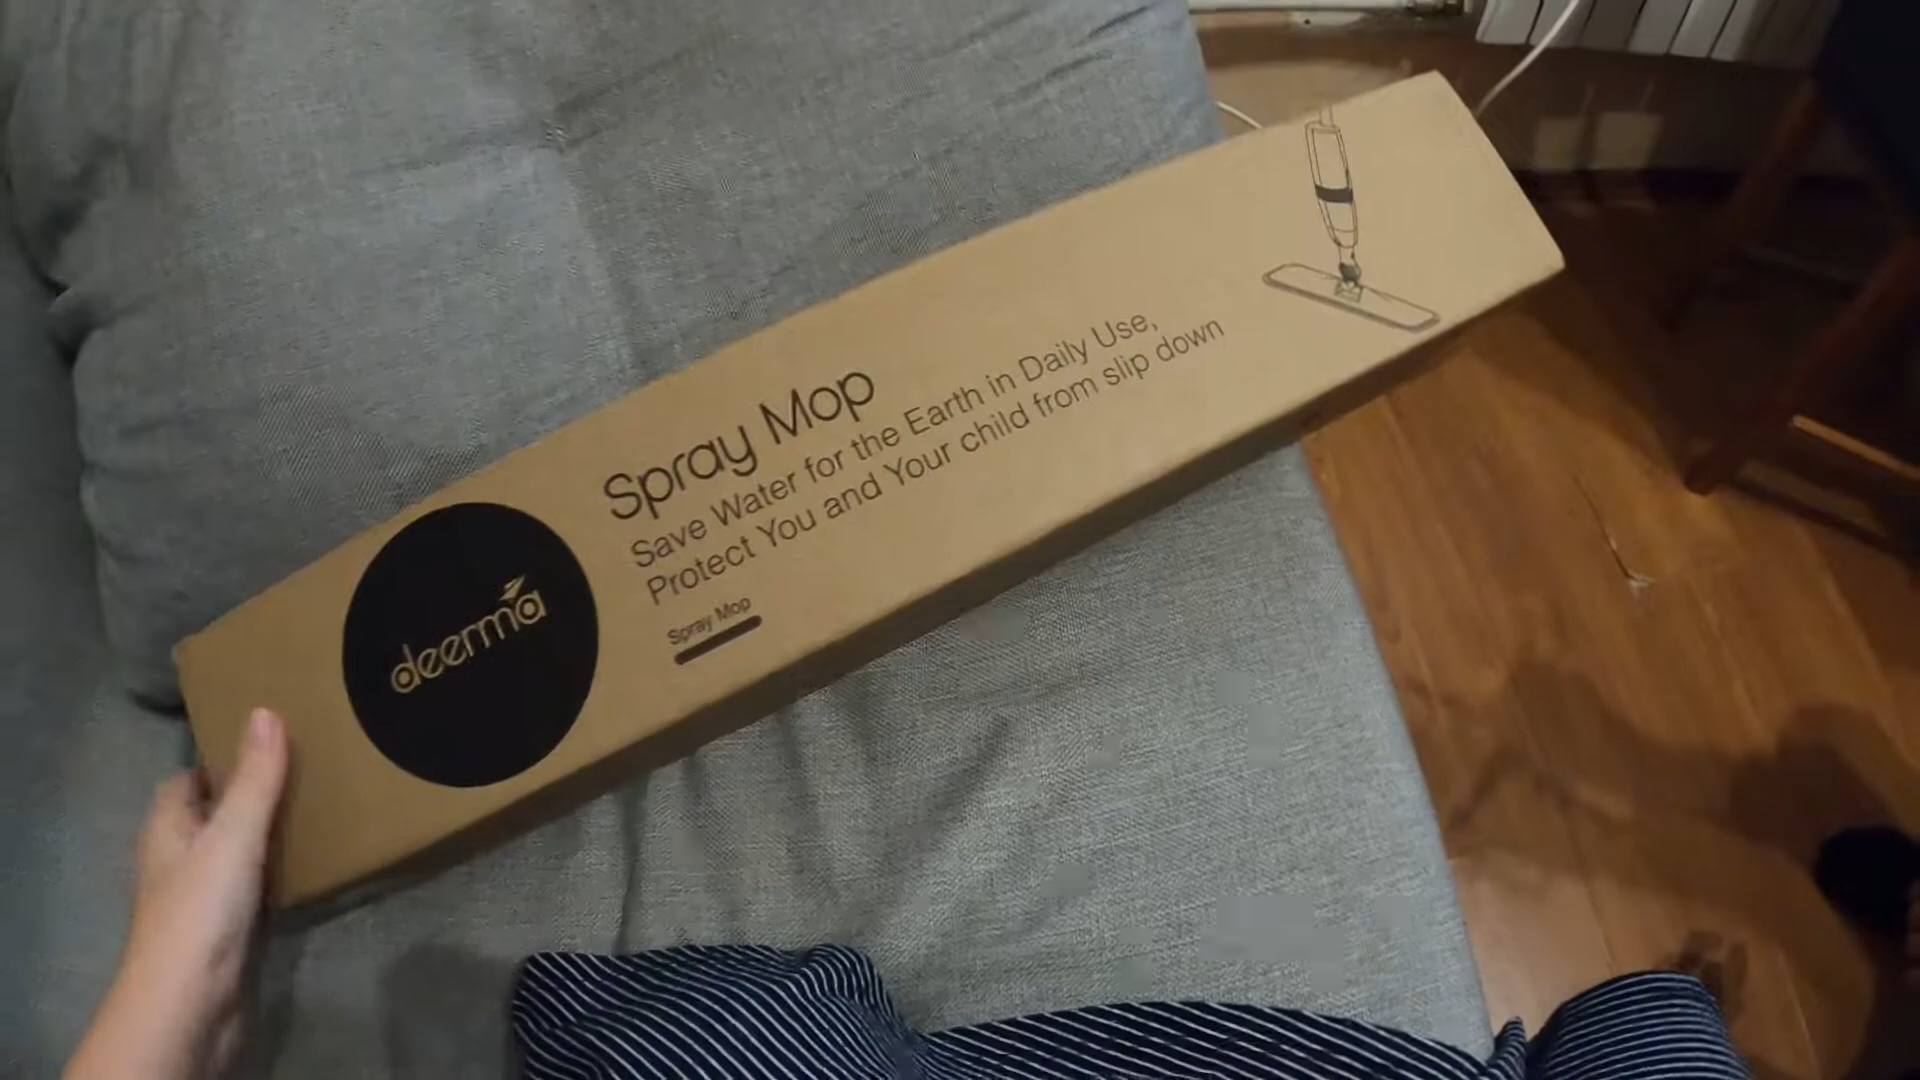 deerma
Spray Mop
Save Water for the Earth in Daily Use,
Protect You and Your child from slip down
Spray Mop